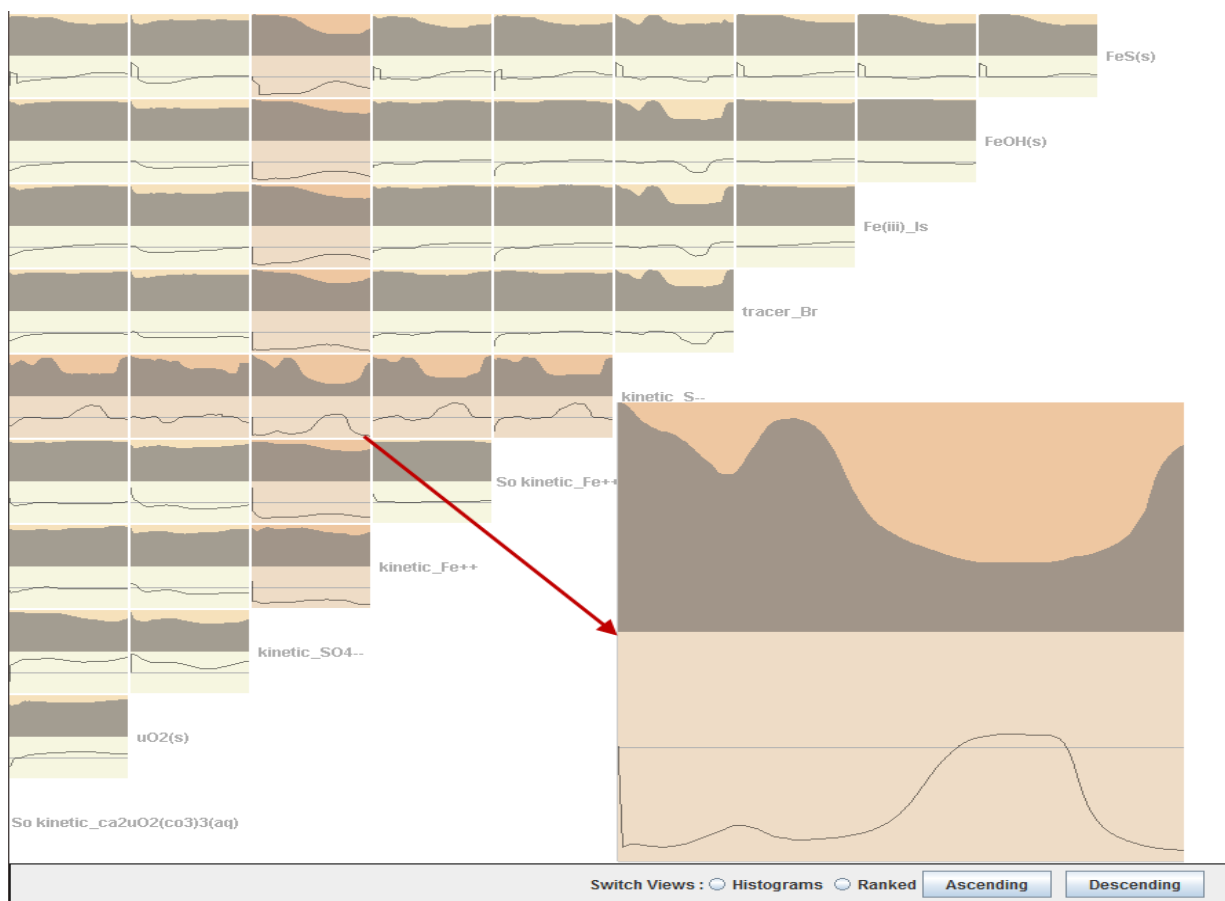 FeS(s)
FeOH(s)
Fe(iii)_Is
tracer_Br
kinetic_S--
So kinetic_Fe++
kinetic_Fe++
kinetic_SO4--
uO2(s)
So kinetic_ca2uO2(co3)3(aq)
Switch Views : Histograms Ranked Ascending Descending